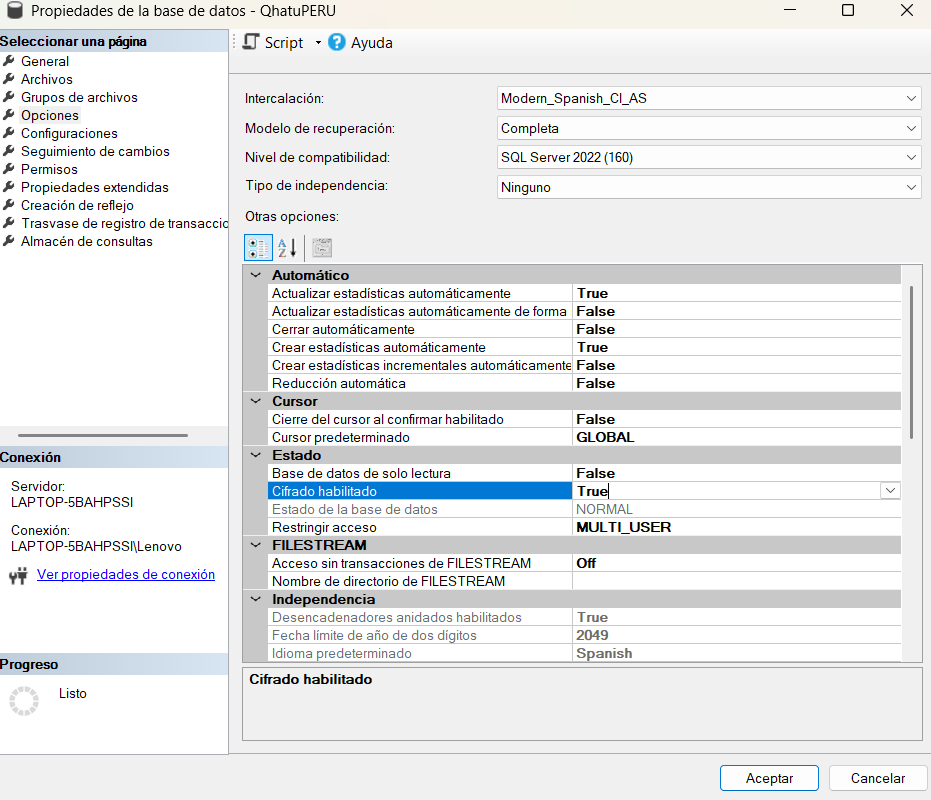 Propiedades de la base de datos - QhatuPERU
Seleccionar una página
General
Archivos
Grupos de archivos
Opciones
Configuraciones
Seguimiento de cambios
Permisos
Propiedades extendidas
Creación de reflejo
Trasvase de registro de transaccio
Almacén de consultas
Conexión
Servidor:
LAPTOP-5BAHPSSI
Conexión:
LAPTOP-5BAHPSSI\Lenovo
Ver propiedades de conexión
Progreso
Listo
Script
Ayuda
Intercalación: Modern_Spanish_CI_AS
Modelo de recuperación: Completa
Nivel de compatibilidad: SQL Server 2022 (160)
Tipo de independencia: Ninguno
Otras opciones:
Automático
Actualizar estadísticas automáticamente True
Actualizar estadísticas automáticamente de forma False
Cerrar automáticamente False
Crear estadísticas automáticamente True
Crear estadísticas incrementales automáticamente False
Reducción automática False
Cursor
Cierre del cursor al confirmar habilitado False
Cursor predeterminado GLOBAL
Estado
Base de datos de solo lectura False
Cifrado habilitado True
Estado de la base de datos NORMAL
Restringir acceso MULTI_USER
FILESTREAM
Acceso sin transacciones de FILESTREAM Off
Nombre de directorio de FILESTREAM
Independencia
Desencadenadores anidados habilitados True
Fecha límite de año de dos dígitos 2049
Idioma predeterminado Spanish
Cifrado habilitado
Aceptar
Cancelar